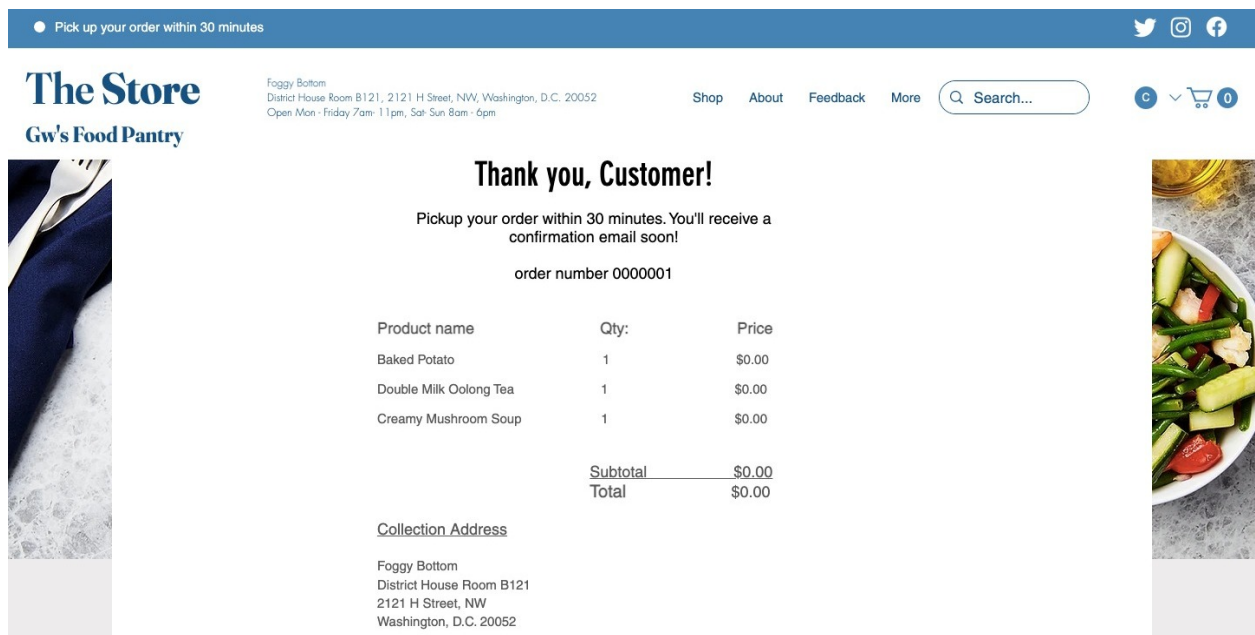 Pick up your order within 30 minutes
The Store
Gw's Food Pantry
Foggy Bottom
District House Room B121, 2121 H Street, NW, Washington, D.C. 20052
Open Mon - Friday 7am- 11pm, Sat- Sun 8am - 6pm
Shop About Feedback More Search... C 0
Thank you, Customer!
Pickup your order within 30 minutes. You'll receive a
confirmation email soon!
order number 0000001
Product name Qty: Price
Baked Potato 1 $0.00
Double Milk Oolong Tea 1 $0.00
Creamy Mushroom Soup 1 $0.00
Subtotal $0.00
Total $0.00
Collection Address
Foggy Bottom
District House Room B121
2121 H Street, NW
Washington, D.C. 20052